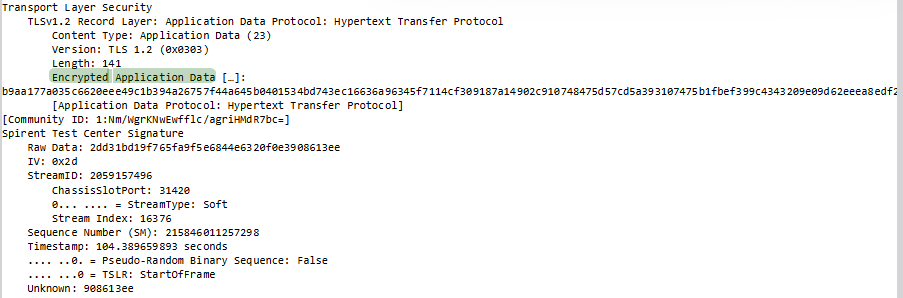 Transport Layer Security
TLSv1.2 Record Layer: Application Data Protocol: Hypertext Transfer Protocol
Content Type: Application Data (23)
Version: TLS 1.2 (0x0303)
Length: 141
Encrypted Application Data […]:
b9aa177a035c6620eee49c1b394a26757f44a645b0401534bd743ec16636a96345f7114cf309187a14902c910748475d57cd5a393107475b1fbef399c4343209e09d62eeea8edf2
[Application Data Protocol: Hypertext Transfer Protocol]
[Community ID: 1:Nm/WgrKNwEwfflc/agriHMdR7bc=]
Spirent Test Center Signature
Raw Data: 2dd31bd19f765fa9f5e6844e6320f0e3908613ee
IV: 0x2d
StreamID: 2059157496
ChassisSlotPort: 31420
0... .... = StreamType: Soft
Stream Index: 16376
Sequence Number (SM): 215846011257298
Timestamp: 104.389659893 seconds
.... ..0. = Pseudo-Random Binary Sequence: False
.... ...0 = TSLR: StartOfFrame
Unknown: 908613ee